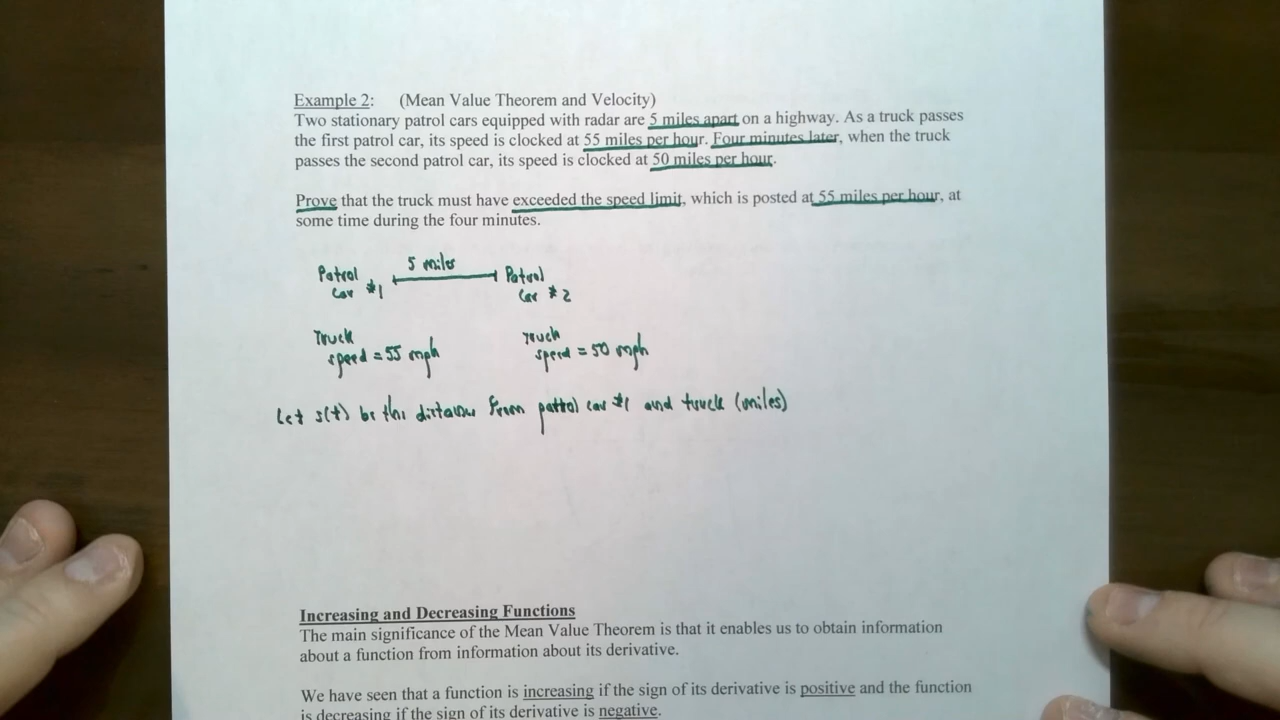 Example 2: (Mean Value Theorem and Velocity)
Two stationary patrol cars equipped with radar are 5 miles apart on a highway. As a truck passes
the first patrol car, its speed is clocked at 55 miles per hour. Four minutes later, when the truck
passes the second patrol car, its speed is clocked at 50 miles per hour.
Prove that the truck must have exceeded the speed limit, which is posted at 55 miles per hour, at
some time during the four minutes.
Patrol 5 miles Patrol
car #1 car #2
Truck Truck
speed = 55 mph speed = 50 mph
Let s(t) be the distance from patrol car #1 and truck (miles)
Increasing and Decreasing Functions
The main significance of the Mean Value Theorem is that it enables us to obtain information
about a function from information about its derivative.
We have seen that a function is increasing if the sign of its derivative is positive and the function
is decreasing if the sign of its derivative is negative.